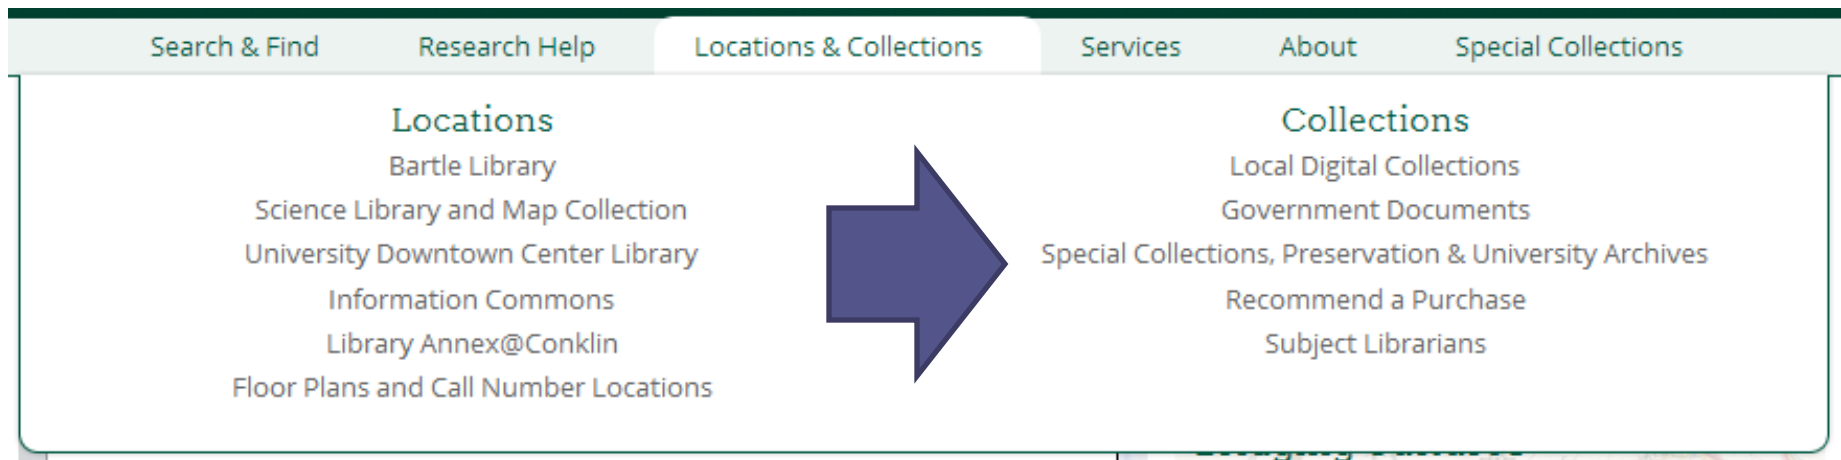 Search & Find
Research Help
Locations & Collections
Services
About
Special Collections
Locations
Bartle Library
Science Library and Map Collection
University Downtown Center Library
Information Commons
Library Annex@Conklin
Floor Plans and Call Number Locations
Collections
Local Digital Collections
Government Documents
Special Collections, Preservation & University Archives
Recommend a Purchase
Subject Librarians